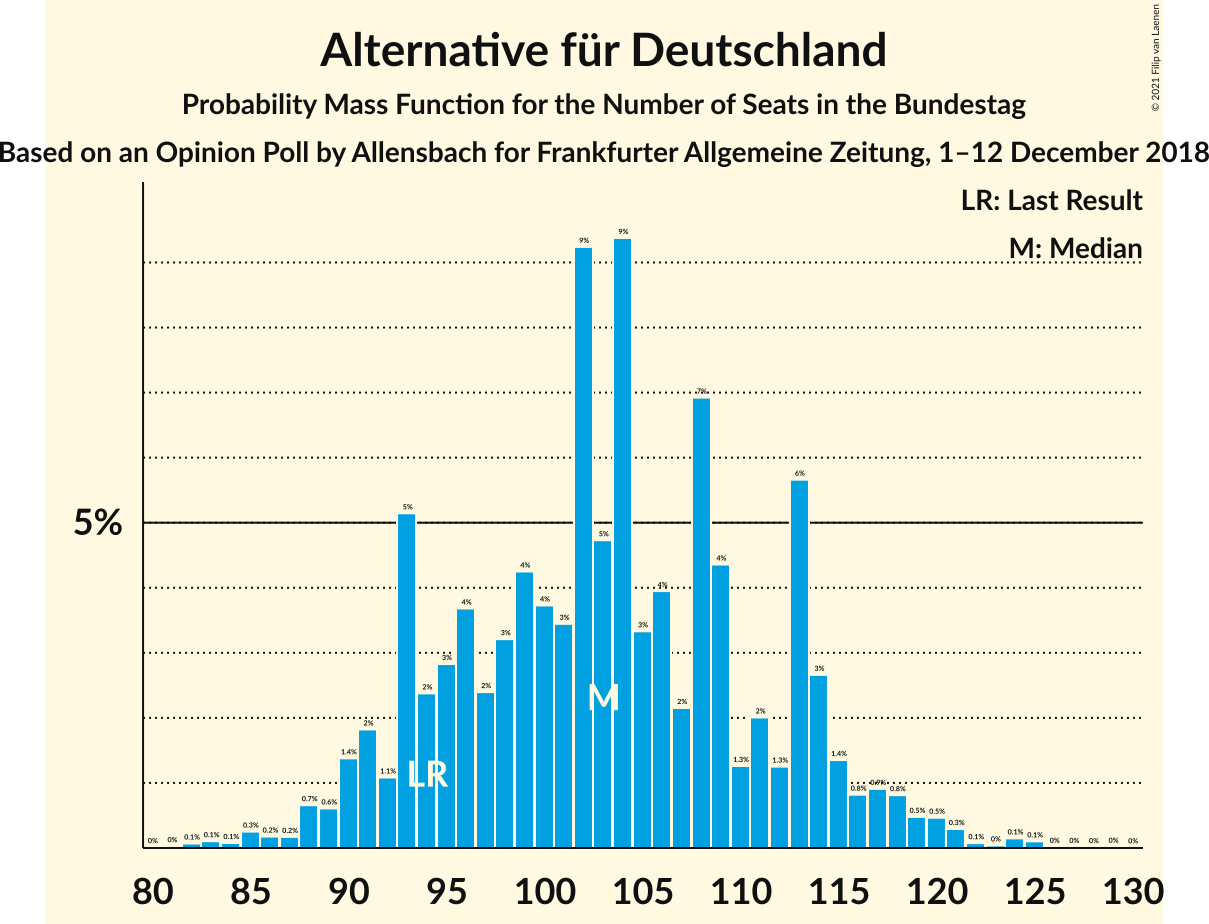 Alternative für Deutschland
Probability Mass Function for the Number of Seats in the Bundestag
Based on an Opinion Poll by Allensbach for Frankfurter Allgemeine Zeitung, 1–12 December 2018
© 2021 Filip van Laenen
LR: Last Result
M: Median
5%
0% 0% 0.1% 0.1% 0.1% 0.3% 0.2% 0.2% 0.7% 0.6% 1.4% 2% 1.1% 5% 2% 3% 4% 2% 3% 4% 4% 3% 9% 5% 9% 3% 4% 2% 7% 4% 1.3% 2% 1.3% 6% 3% 1.4% 0.8% 0.9% 0.8% 0.5% 0.5% 0.3% 0.1% 0% 0.1% 0.1% 0% 0% 0% 0% 0%
M
LR
80 85 90 95 100 105 110 115 120 125 130